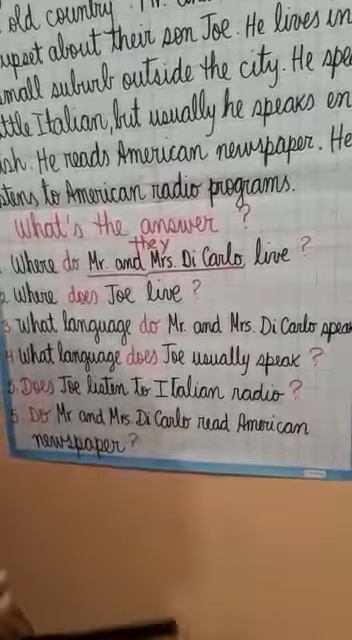 old country
upset about their son Joe. He lives in
small suburb outside the city. He spe
ttle Italian, but usually he speaks en
ish. He reads American newspaper. He
stens to American radio programs.
What's the answer ?
they
1. Where do Mr. and Mrs. Di Carlo, live ?
2. Where does Joe live ?
3. What language do Mr. and Mrs. Di Carlo speak
4. What language does Joe usually speak ?
5. Does Joe listen to Italian radio ?
5. Do Mr and Mrs. Di Carlo read American
newspaper ?